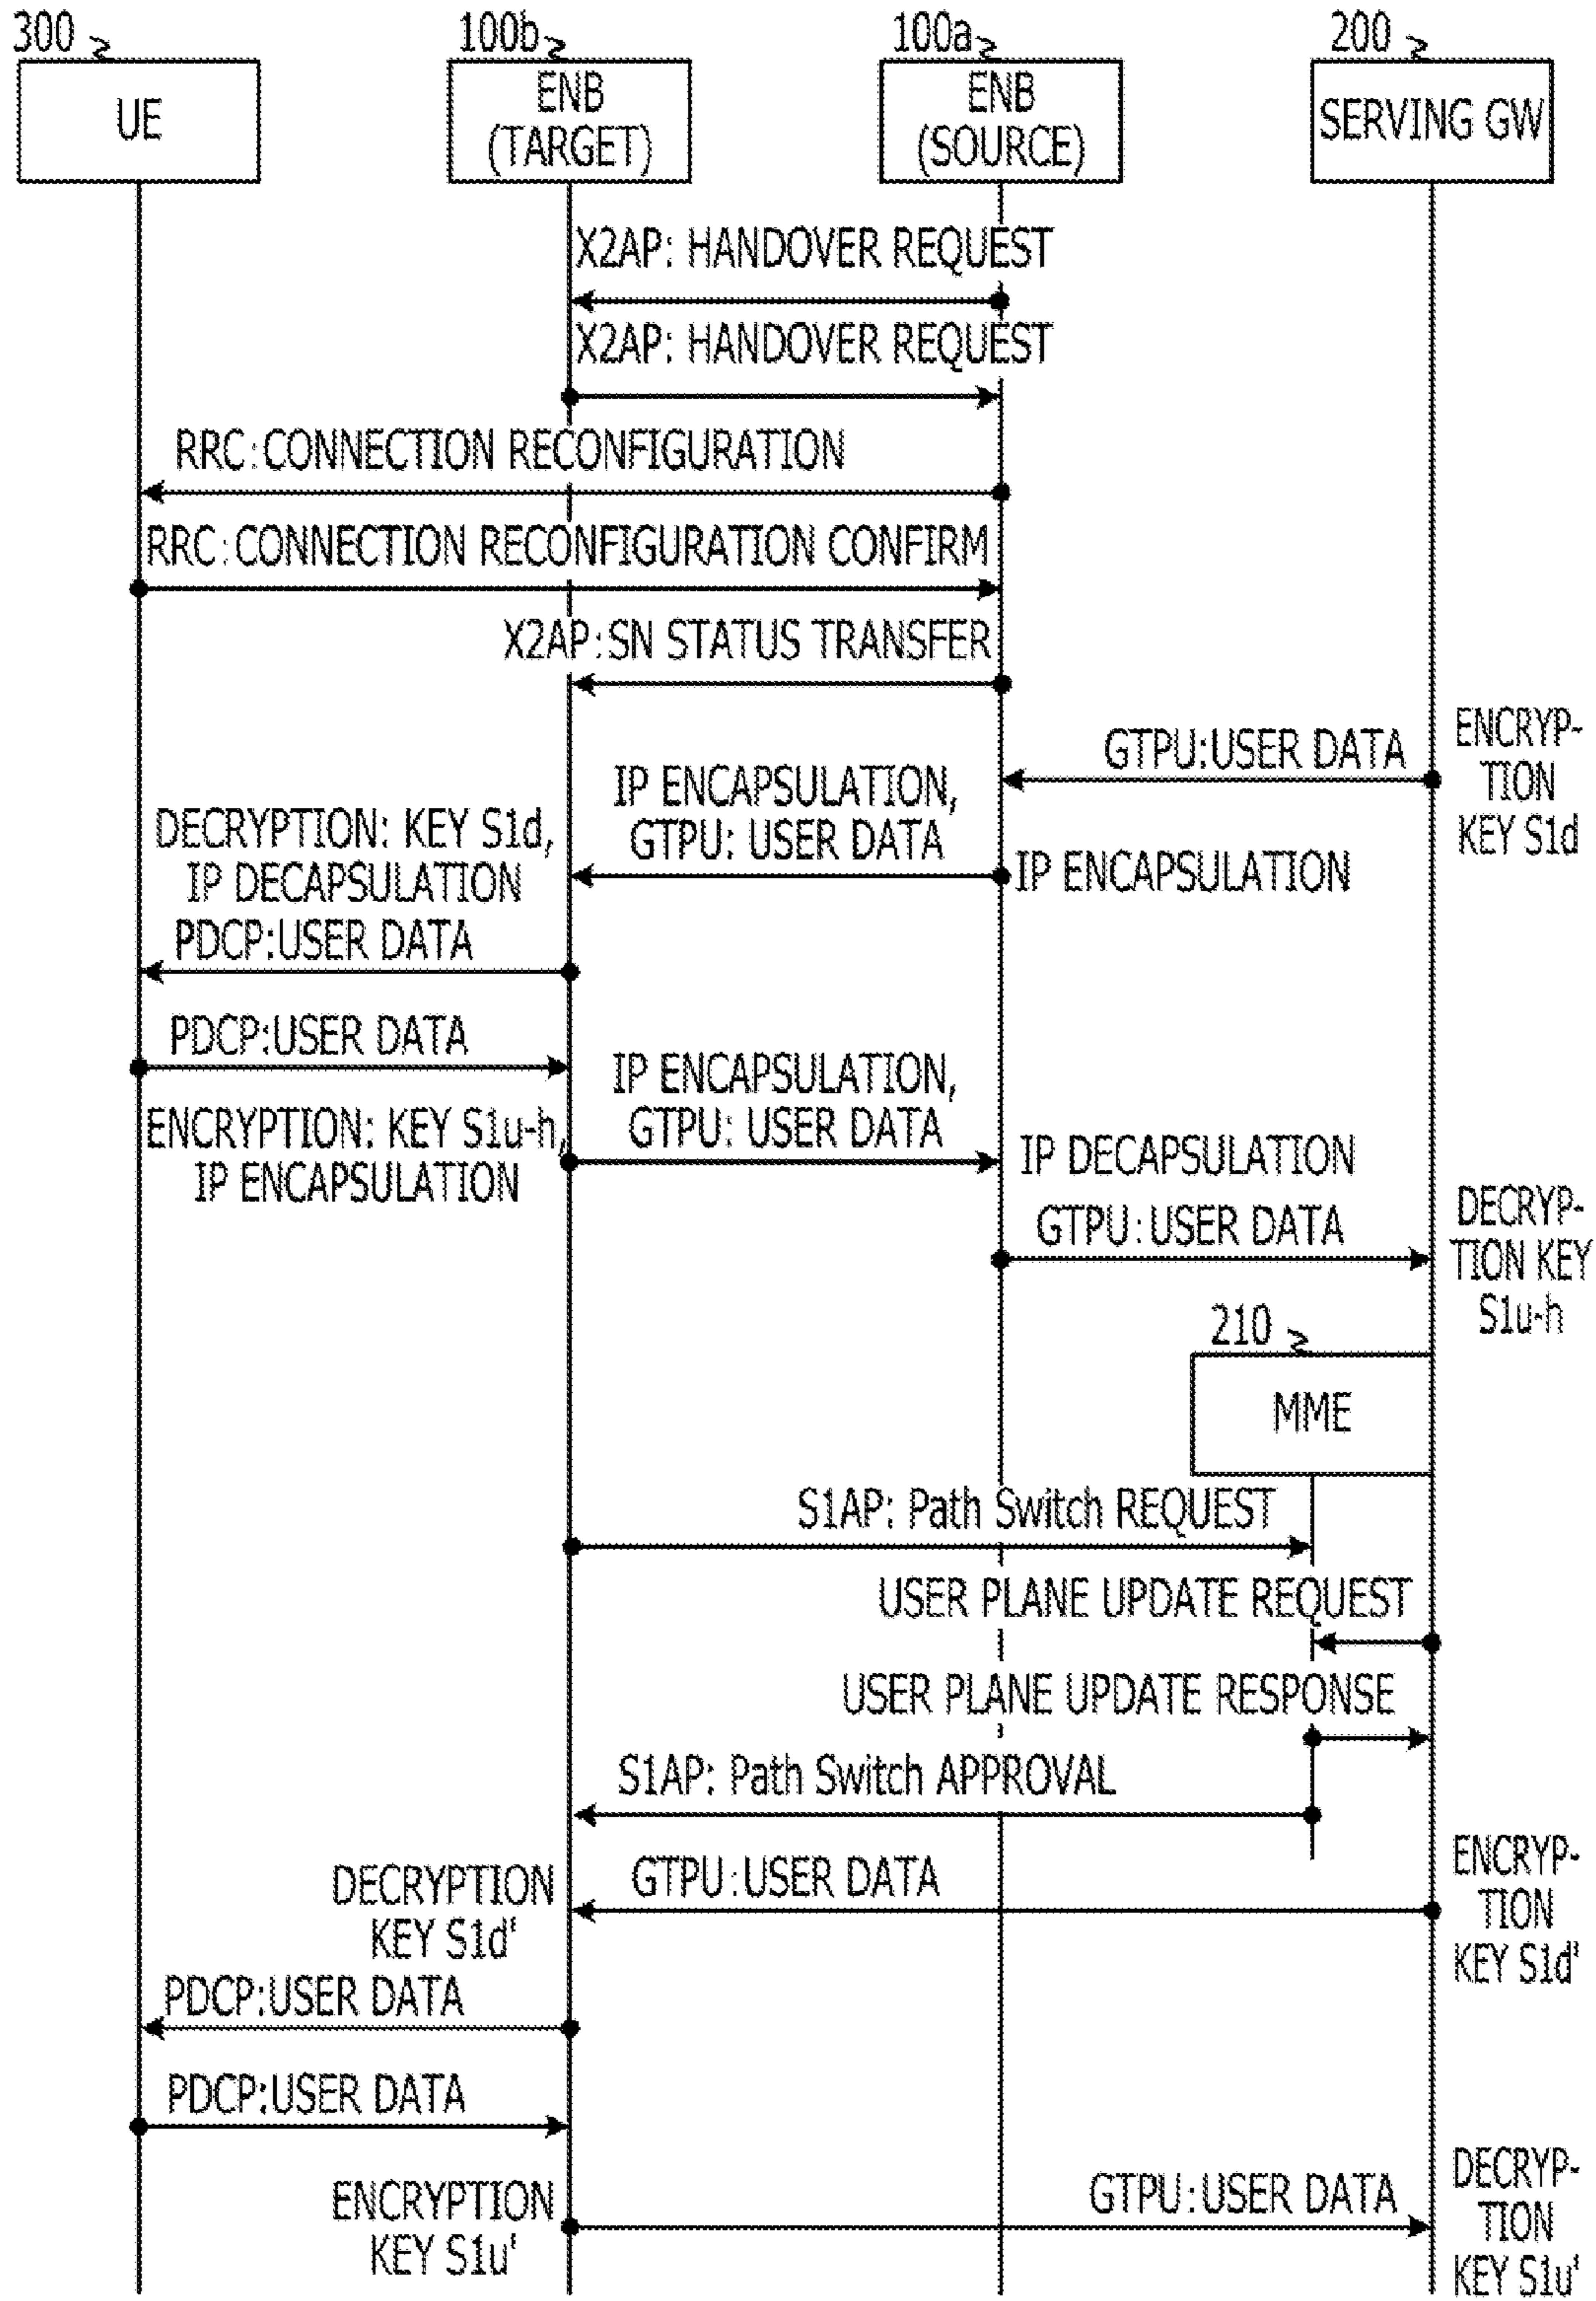 300
100b
100a
200
UE
ENB
(TARGET)
ENB
(SOURCE)
SERVING GW
X2AP: HANDOVER REQUEST
X2AP: HANDOVER REQUEST
RRC:CONNECTION RECONFIGURATION
RRC:CONNECTION RECONFIGURATION CONFIRM
X2AP:SN STATUS TRANSFER
GTPU:USER DATA
ENCRYP-
TION
KEY S1d
IP ENCAPSULATION,
GTPU: USER DATA
DECRYPTION: KEY S1d,
IP DECAPSULATION
IP ENCAPSULATION
PDCP:USER DATA
PDCP:USER DATA
IP ENCAPSULATION,
GTPU: USER DATA
ENCRYPTION: KEY S1u-h,
IP ENCAPSULATION
IP DECAPSULATION
GTPU:USER DATA
DECRYP-
TION KEY
S1u-h
210
MME
S1AP: Path Switch REQUEST
USER PLANE UPDATE REQUEST
USER PLANE UPDATE RESPONSE
S1AP: Path Switch APPROVAL
GTPU:USER DATA
DECRYPTION
KEY S1d'
ENCRYP-
TION
KEY S1d'
PDCP:USER DATA
PDCP:USER DATA
ENCRYPTION
KEY S1u'
GTPU:USER DATA
DECRYP-
TION
KEY S1u'